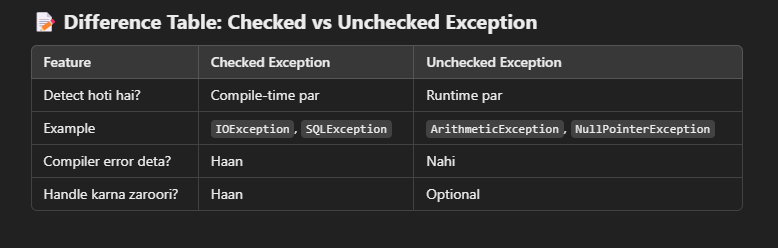 📝 Difference Table: Checked vs Unchecked Exception
Feature Checked Exception Unchecked Exception
Detect hoti hai? Compile-time par Runtime par
Example IOException, SQLException ArithmeticException, NullPointerException
Compiler error deta? Haan Nahi
Handle karna zaroori? Haan Optional